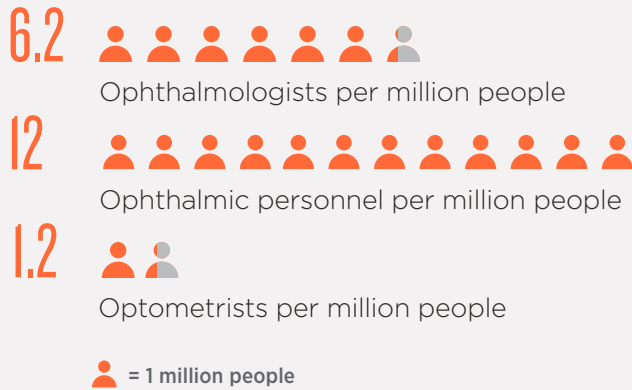 6.2
Ophthalmologists per million people
12
Ophthalmic personnel per million people
1.2
Optometrists per million people
= 1 million people